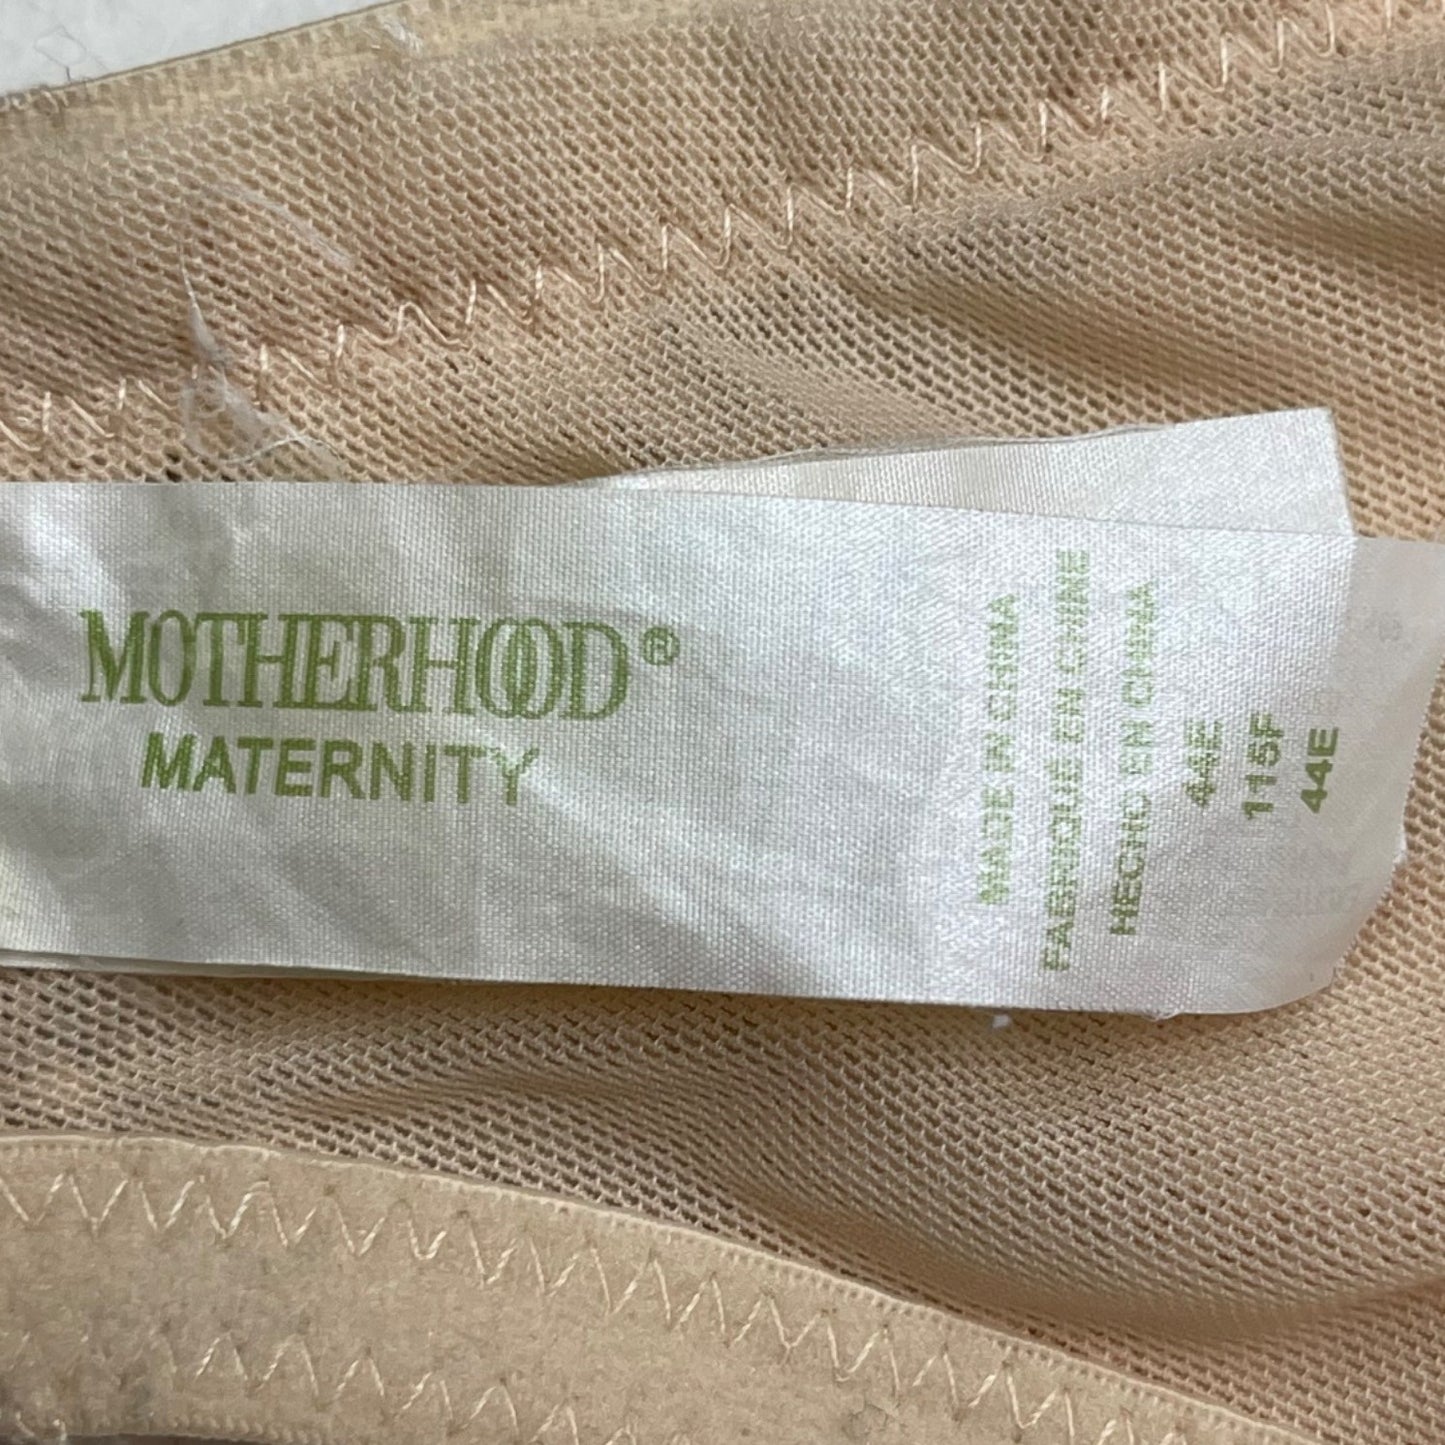 MOTHERHOOD®
MATERNITY
MADE IN CHINA
FABRIQUÉ EN CHINE
HECHO EN CHINA
44E
115F
44E